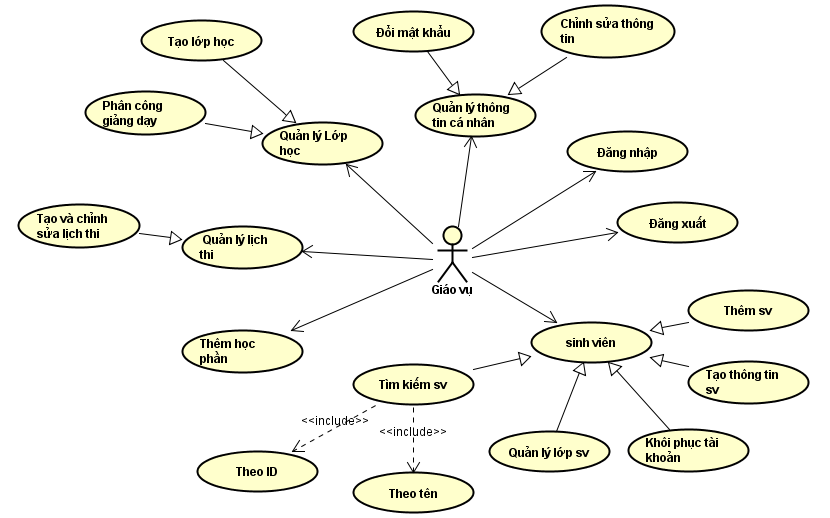 Tạo lớp học
Đổi mật khẩu
Chỉnh sửa thông
tin
Phân công
giảng dạy
Quản lý Lớp
học
Quản lý thông
tin cá nhân
Đăng nhập
Tạo và chỉnh
sửa lịch thi
Quản lý lịch
thi
Đăng xuất
Giáo vụ
Thêm học
phần
sinh viên
Thêm sv
Tìm kiếm sv
Tạo thông tin
sv
<<include>>
<<include>>
Quản lý lớp sv
Khôi phục tài
khoản
Theo ID
Theo tên